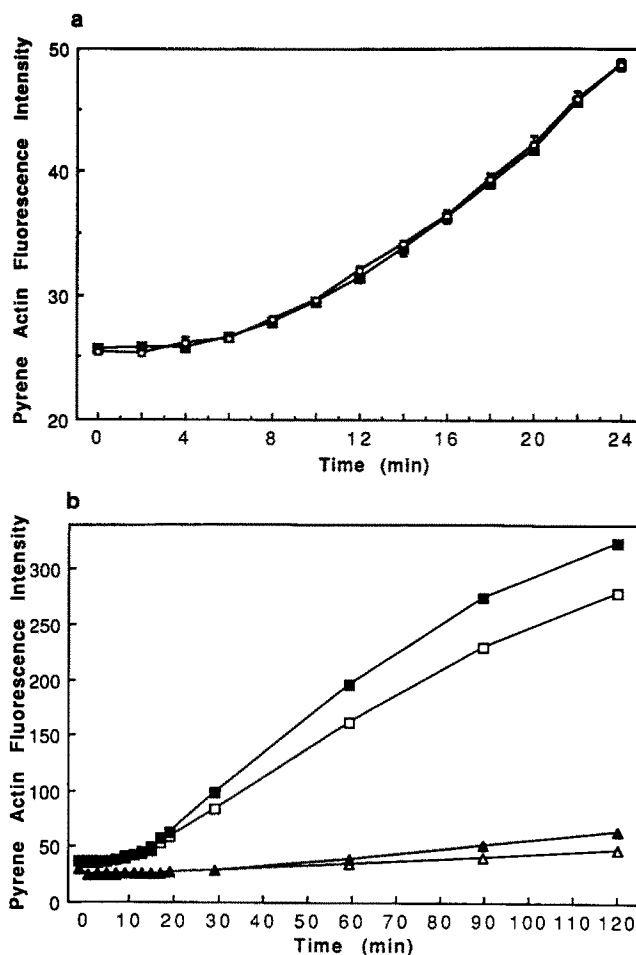 a
50
40
30
20
Pyrene Actin Fluorescence Intensity
0 4 8 12 16 20 24
Time (min)
b
300
250
200
150
100
50
0
Pyrene Actin Fluorescence Intensity
0 10 20 30 40 50 60 70 80 90 100 110 120
Time (min)